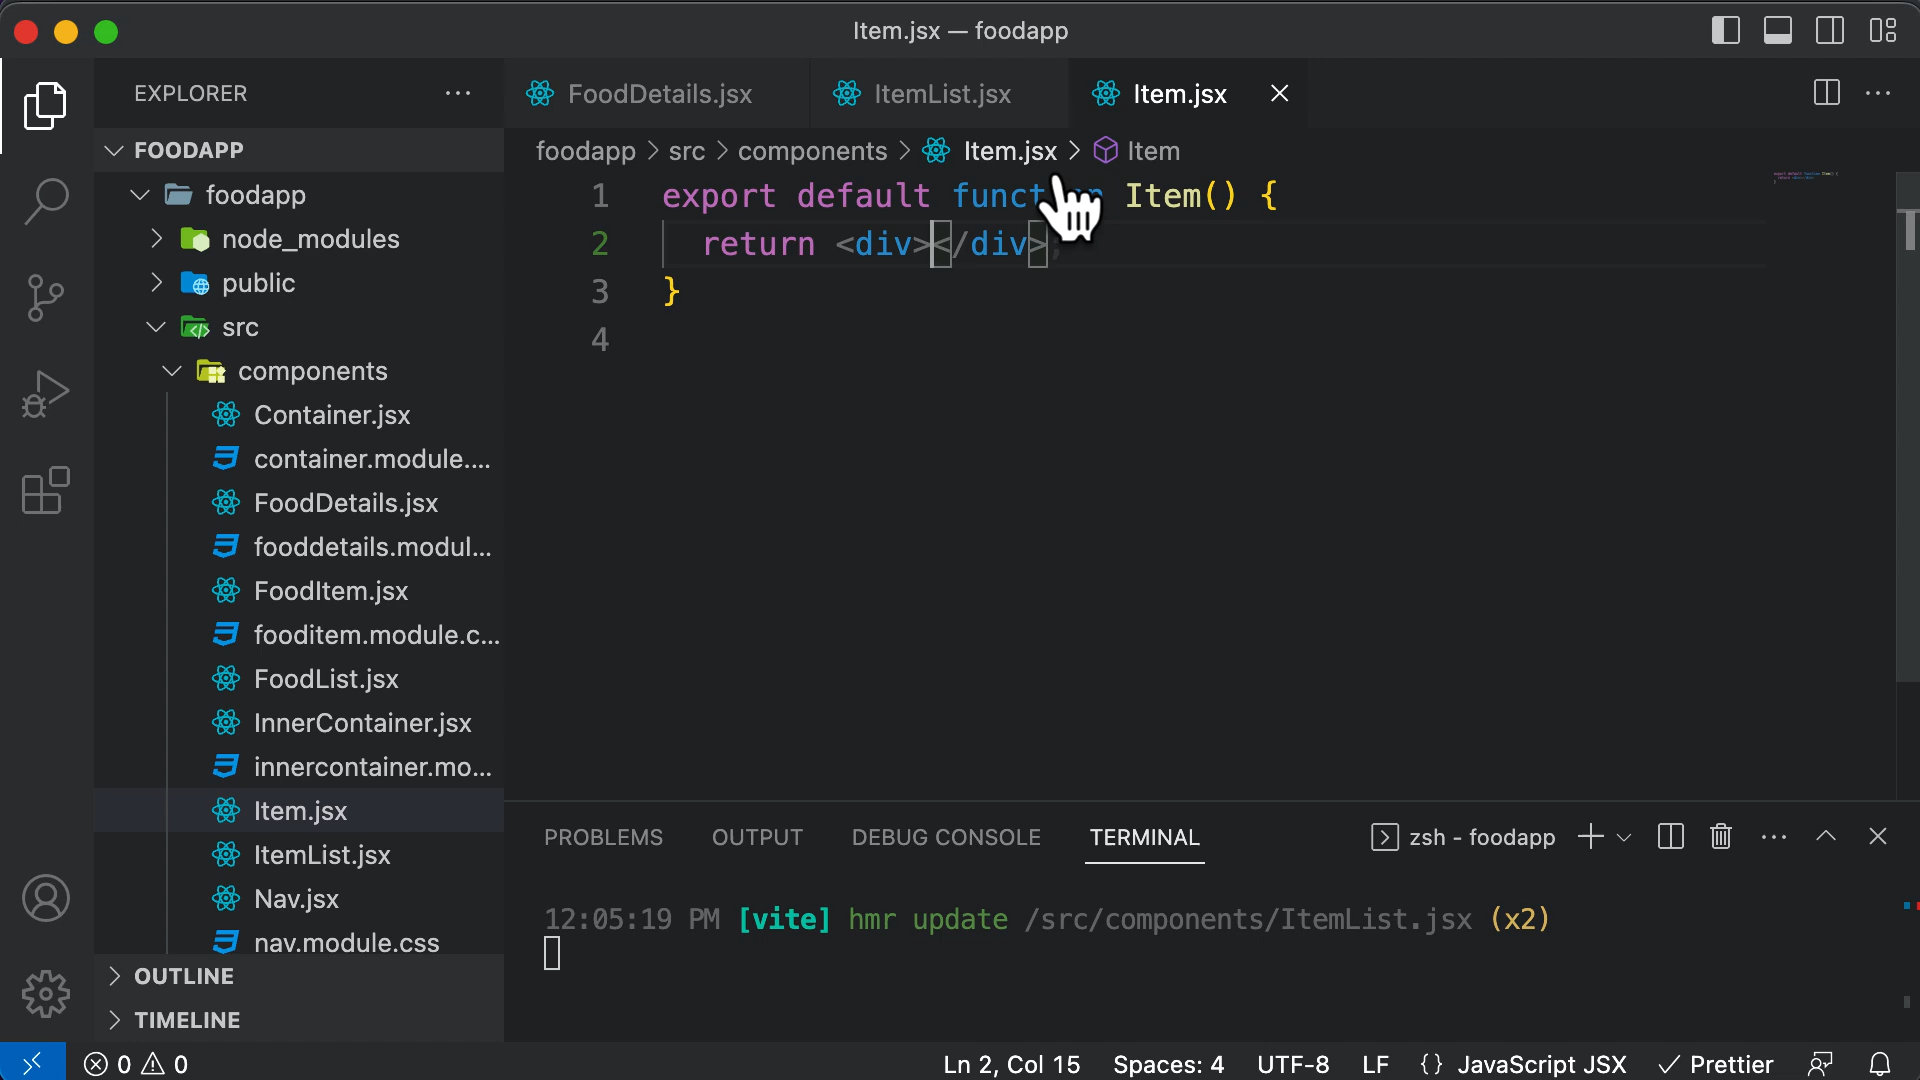 Item.jsx — foodapp
EXPLORER
FoodDetails.jsx
ItemList.jsx
Item.jsx
FOODAPP
foodapp > src > components > Item.jsx > Item
foodapp
node_modules
public
src
components
Container.jsx
container.module....
FoodDetails.jsx
fooddetails.modul...
FoodItem.jsx
fooditem.module.c...
FoodList.jsx
InnerContainer.jsx
innercontainer.mo...
Item.jsx
ItemList.jsx
Nav.jsx
nav.module.css
OUTLINE
TIMELINE
1 export default funct Item() {
2 return <div></div>;
3 }
4
PROBLEMS OUTPUT DEBUG CONSOLE TERMINAL
zsh - foodapp
12:05:19 PM [vite] hmr update /src/components/ItemList.jsx (x2)
0 0
Ln 2, Col 15 Spaces: 4 UTF-8 LF {} JavaScript JSX Prettier